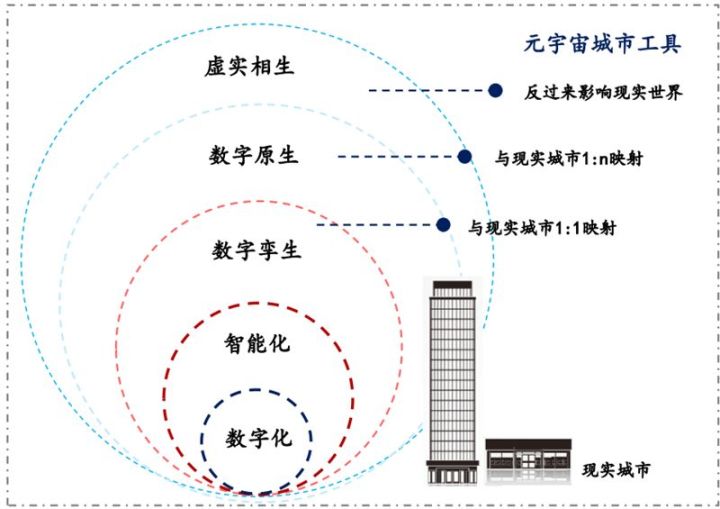 元宇宙城市工具
虚实相生
反过来影响现实世界
数字原生
与现实城市1:n映射
数字孪生
与现实城市1:1映射
智能化
数字化
现实城市